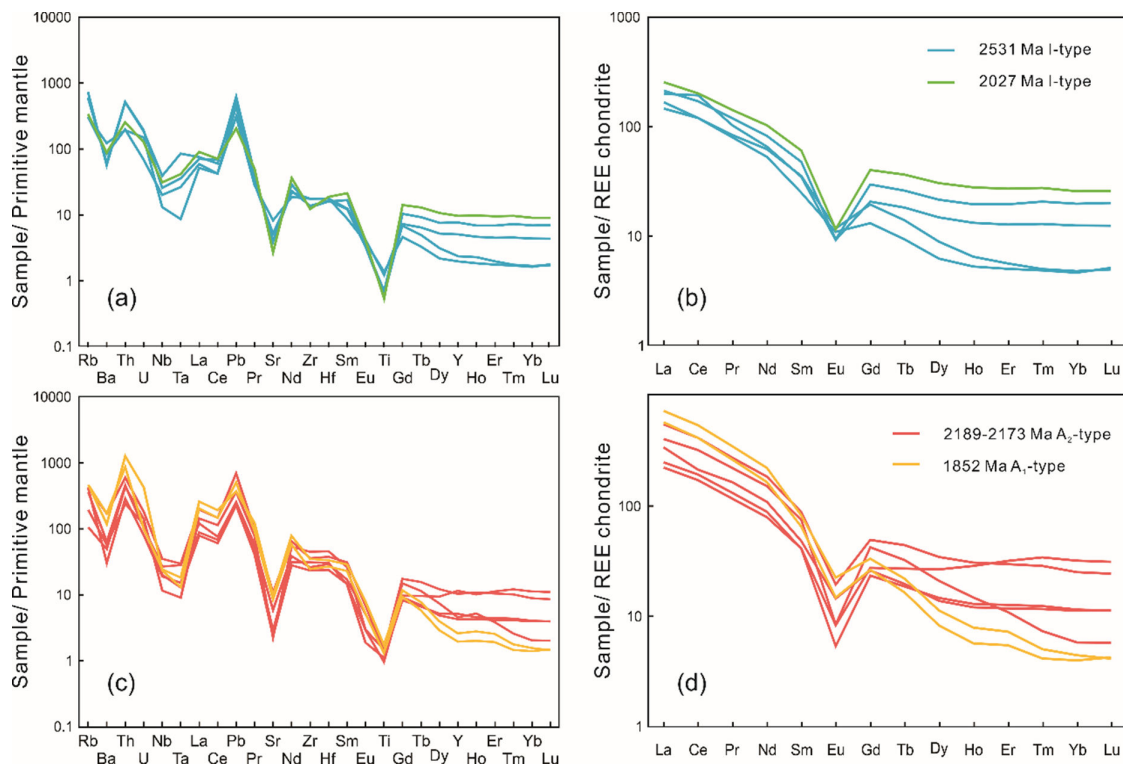 10000
1000
100
10
1
0.1
Sample/ Primitive mantle
(a)
Rb Th Nb La Pb Sr Zr Sm Ti Tb Y Er Yb
Ba U Ta Ce Pr Nd Hf Eu Gd Dy Ho Tm Lu
1000
100
10
1
Sample/ REE chondrite
2531 Ma I-type
2027 Ma I-type
(b)
La Ce Pr Nd Sm Eu Gd Tb Dy Ho Er Tm Yb Lu
10000
1000
100
10
1
0.1
Sample/ Primitive mantle
(c)
Rb Th Nb La Pb Sr Zr Sm Ti Tb Y Er Yb
Ba U Ta Ce Pr Nd Hf Eu Gd Dy Ho Tm Lu
100
10
1
Sample/ REE chondrite
2189-2173 Ma A₂-type
1852 Ma A₁-type
(d)
La Ce Pr Nd Sm Eu Gd Tb Dy Ho Er Tm Yb Lu